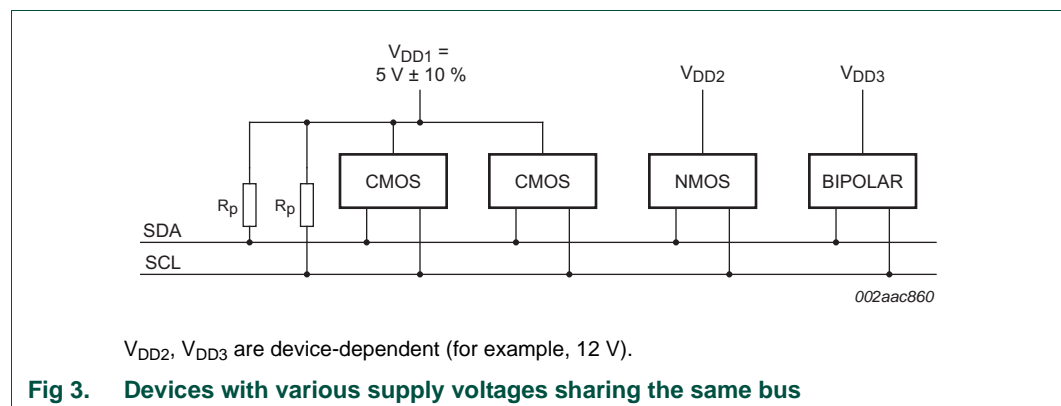 VDD1 =
5 V ± 10 %
VDD2
VDD3
CMOS
CMOS
NMOS
BIPOLAR
Rp
Rp
SDA
SCL
002aac860
VDD2, VDD3 are device-dependent (for example, 12 V).
Fig 3. Devices with various supply voltages sharing the same bus